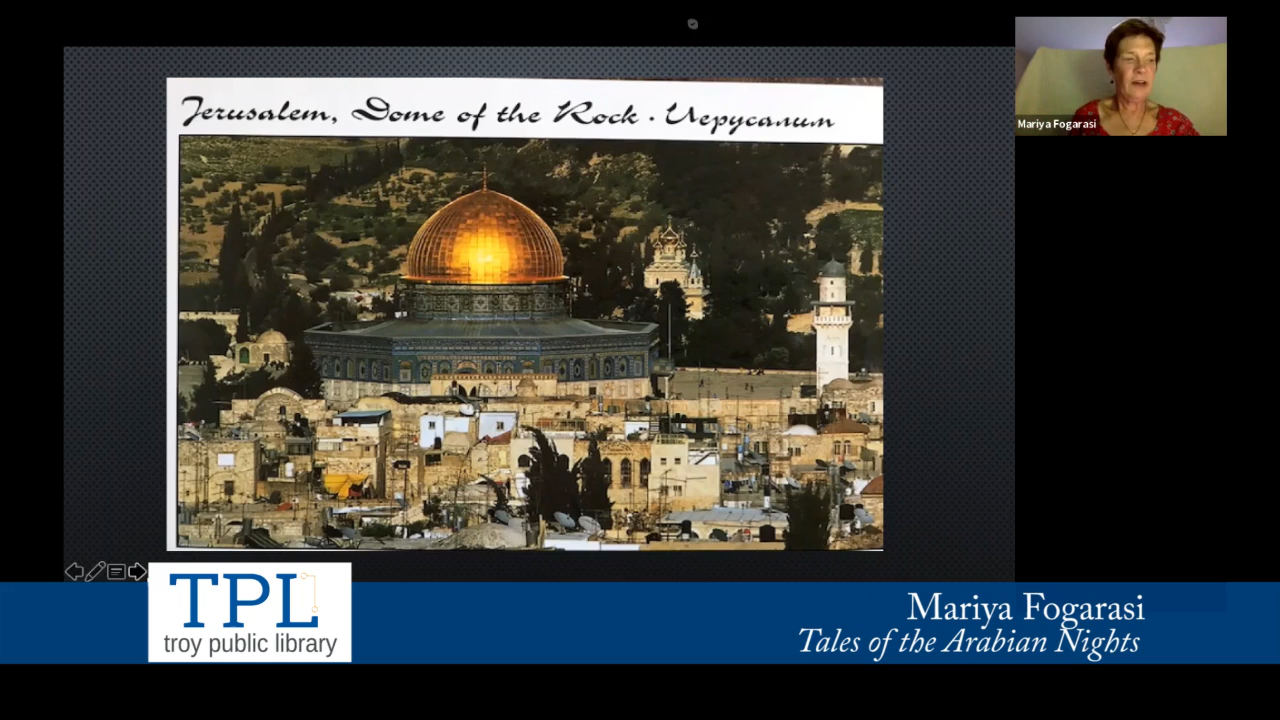 Jerusalem, Dome of the Rock · Иерусалим
Mariya Fogarasi
TPL
troy public library
Mariya Fogarasi
Tales of the Arabian Nights